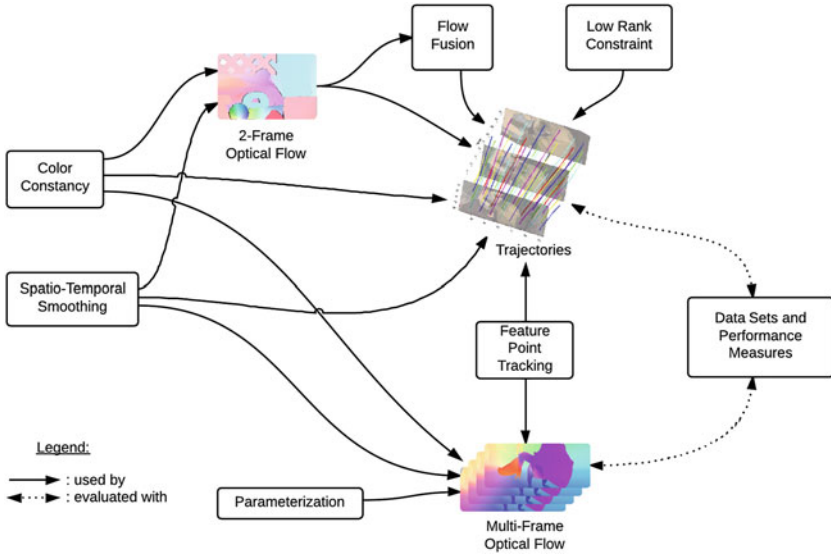 Flow
Fusion
Low Rank
Constraint
2-Frame
Optical Flow
Color
Constancy
Trajectories
Spatio-Temporal
Smoothing
Feature
Point
Tracking
Data Sets and
Performance
Measures
Legend:
: used by
: evaluated with
Parameterization
Multi-Frame
Optical Flow